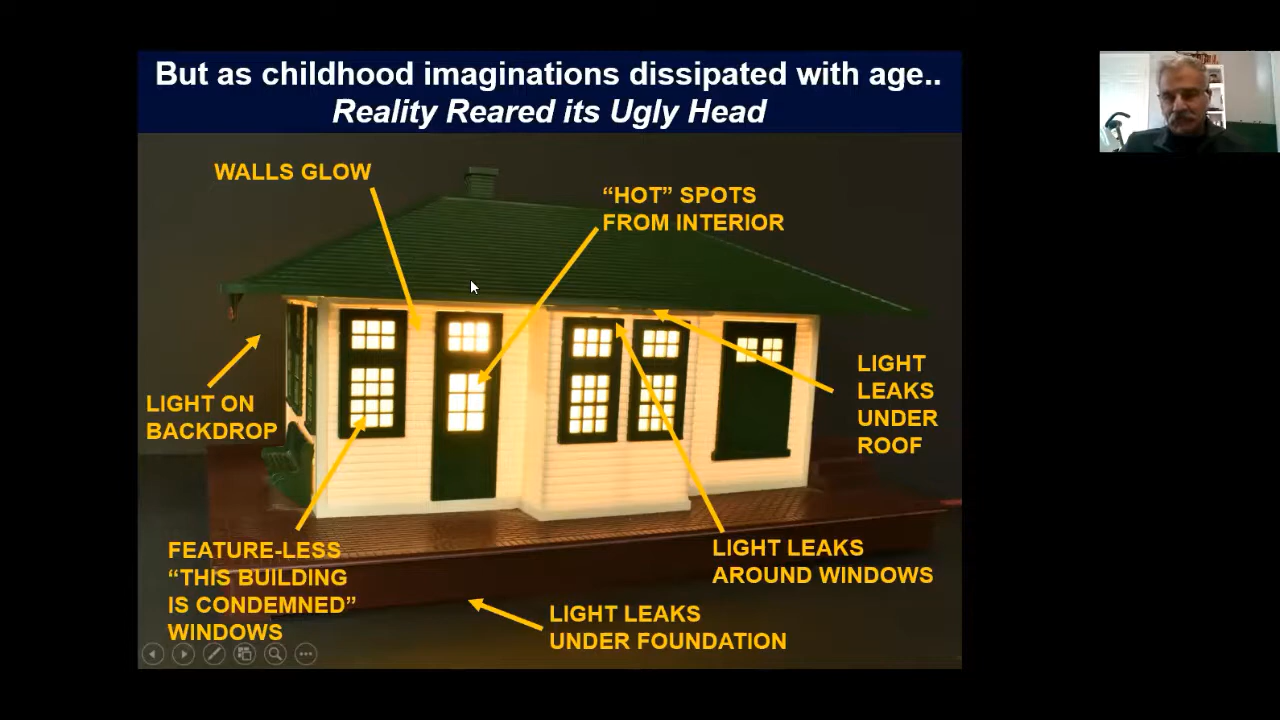 But as childhood imaginations dissipated with age..
Reality Reared its Ugly Head
WALLS GLOW
“HOT” SPOTS
FROM INTERIOR
LIGHT ON
BACKDROP
LIGHT
LEAKS
UNDER
ROOF
FEATURE-LESS
“THIS BUILDING
IS CONDEMNED”
WINDOWS
LIGHT LEAKS
AROUND WINDOWS
LIGHT LEAKS
UNDER FOUNDATION